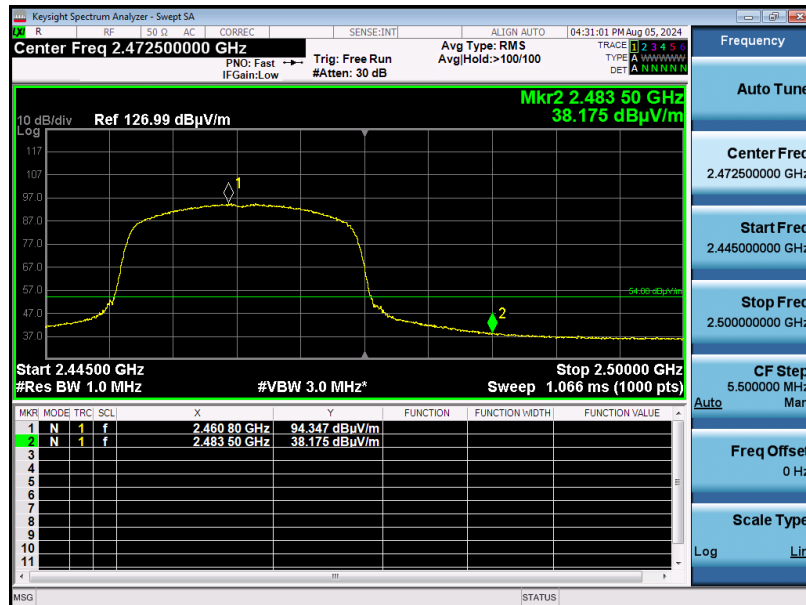 Keysight Spectrum Analyzer - Swept SA
LXI R RF 50 Ω AC CORREC SENSE:INT ALIGN AUTO 04:31:01 PM Aug 05, 2024
Center Freq 2.472500000 GHz
PNO: Fast
IFGain:Low
Trig: Free Run
#Atten: 30 dB
Avg Type: RMS
Avg|Hold:>100/100
TRACE 1 2 3 4 5 6
TYPE A WWWWW
DET A N N N N N
Mkr2 2.483 50 GHz
38.175 dBµV/m
10 dB/div Ref 126.99 dBµV/m
Log
117
107
97.0
87.0
77.0
67.0
57.0
47.0
37.0
1
54.00 dBµV/m
2
Start 2.44500 GHz Stop 2.50000 GHz
#Res BW 1.0 MHz #VBW 3.0 MHz* Sweep 1.066 ms (1000 pts)
MKR MODE TRC SCL X Y FUNCTION FUNCTION WIDTH FUNCTION VALUE
1 N 1 f 2.460 80 GHz 94.347 dBµV/m
2 N 1 f 2.483 50 GHz 38.175 dBµV/m
3
4
5
6
7
8
9
10
11
MSG STATUS
Frequency
Auto Tune
Center Freq
2.472500000 GHz
Start Freq
2.445000000 GHz
Stop Freq
2.500000000 GHz
CF Step
5.500000 MHz
Auto Man
Freq Offset
0 Hz
Scale Type
Log Lin